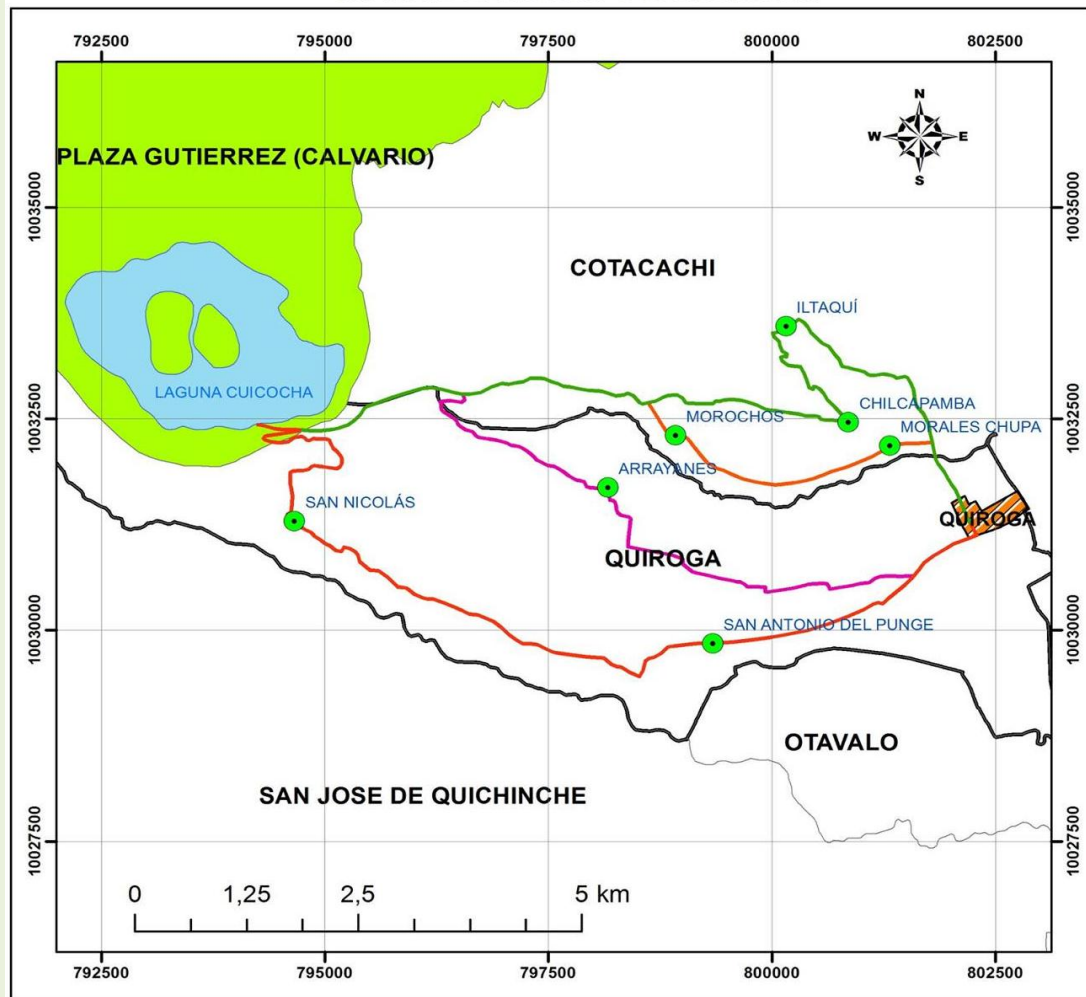 792500 795000 797500 800000 802500
N
W E
S
PLAZA GUTIERREZ (CALVARIO)
10035000 10035000
COTACACHI
ILTAQUÍ
LAGUNA CUICOCHA
CHILCAPAMBA
10032500 10032500
MOROCHOS
MORALES CHUPA
ARRAYANES
SAN NICOLÁS
QUIROGA
QUIROGA
SAN ANTONIO DEL PUNGE
10030000 10030000
OTAVALO
SAN JOSE DE QUICHINCHE
10027500 10027500
0 1,25 2,5 5 km
792500 795000 797500 800000 802500